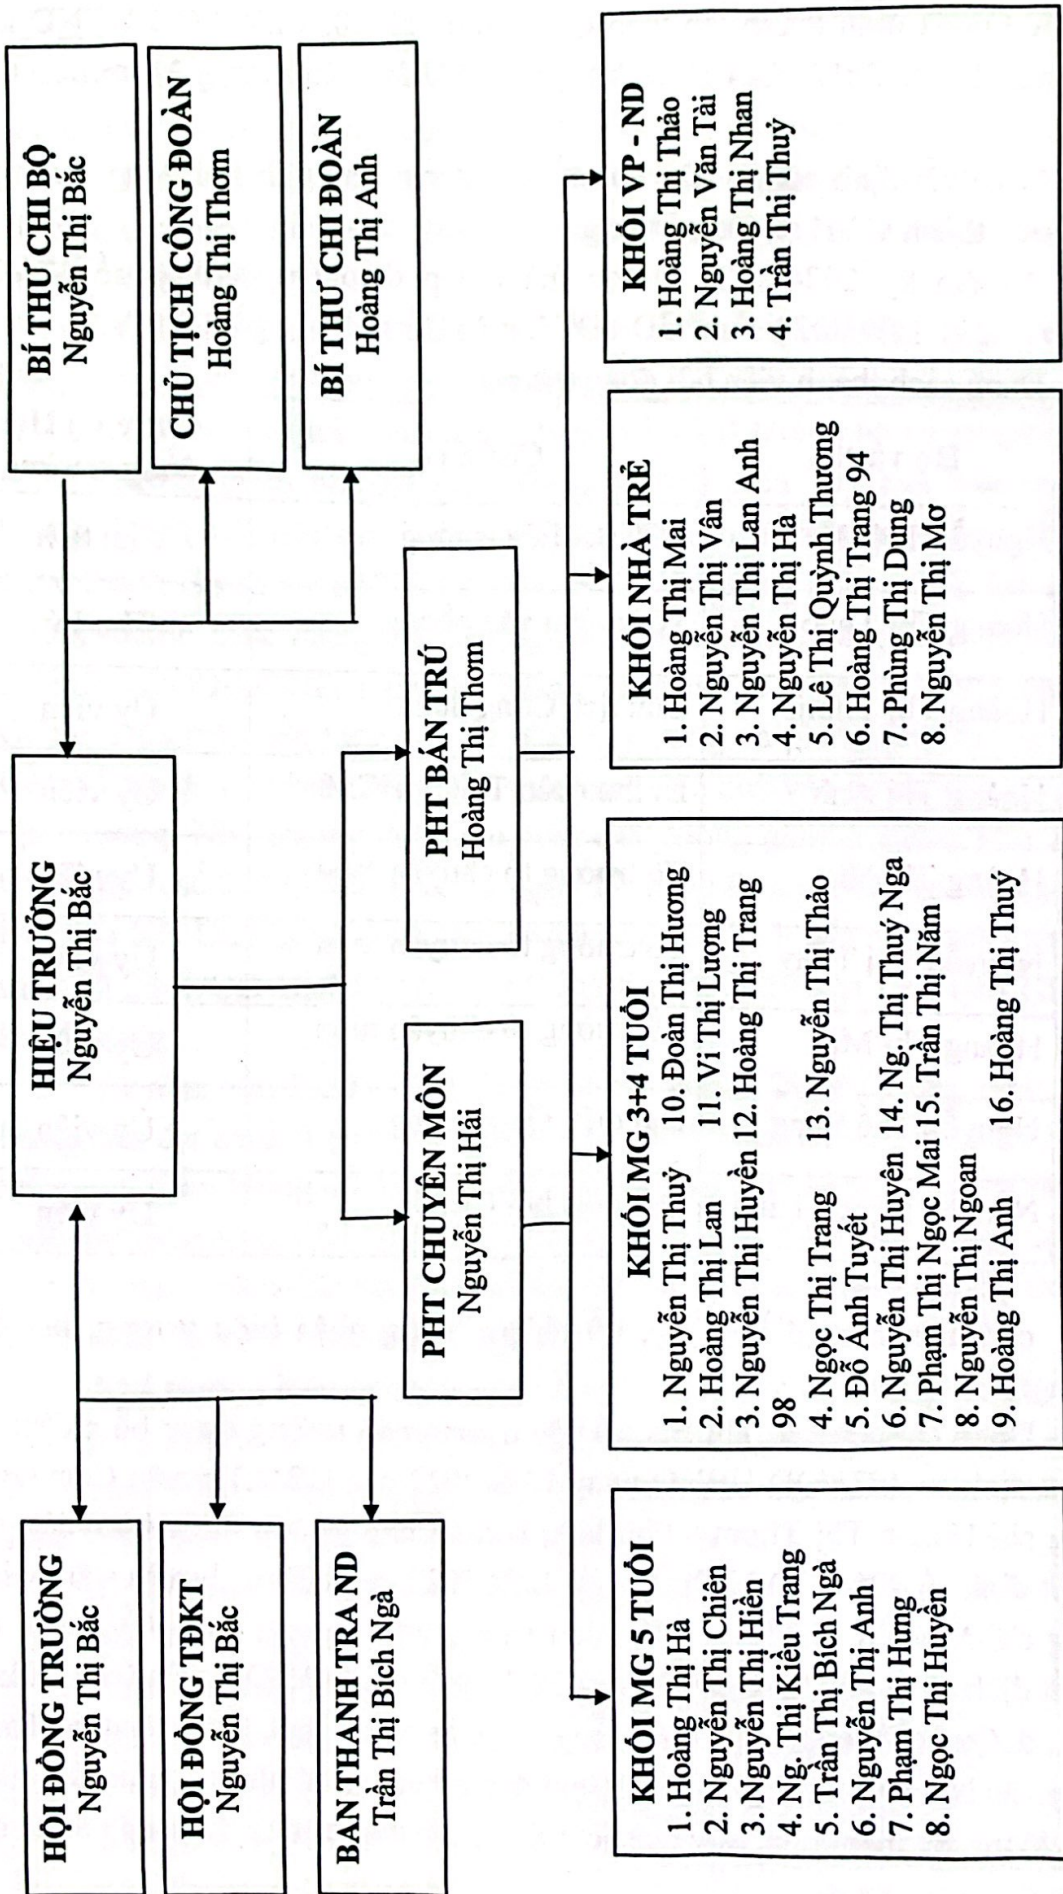 HỘI ĐỒNG TRƯỜNG
Nguyễn Thị Bắc
HIỆU TRƯỞNG
Nguyễn Thị Bắc
BÍ THƯ CHI BỘ
Nguyễn Thị Bắc
HỘI ĐỒNG TĐKT
Nguyễn Thị Bắc
CHỦ TỊCH CÔNG ĐOÀN
Hoàng Thị Thơm
BAN THANH TRA ND
Trần Thị Bích Ngà
BÍ THƯ CHI ĐOÀN
Hoàng Thị Anh
PHT CHUYÊN MÔN
Nguyễn Thị Hải
PHT BÁN TRÚ
Hoàng Thị Thơm
KHỐI MG 5 TUỔI
1. Hoàng Thị Hà
2. Nguyễn Thị Chiên
3. Nguyễn Thị Hiền
4. Ng. Thị Kiều Trang
5. Trần Thị Bích Ngà
6. Nguyễn Thị Anh
7. Phạm Thị Hưng
8. Ngọc Thị Huyền
KHỐI MG 3+4 TUỔI
1. Nguyễn Thị Thuỷ 10. Đoàn Thị Hương
2. Hoàng Thị Lan 11. Vi Thị Lượng
3. Nguyễn Thị Huyền 12. Hoàng Thị Trang
98
4. Ngọc Thị Trang 13. Nguyễn Thị Thảo
5. Đỗ Ánh Tuyết
6. Nguyễn Thị Huyên 14. Ng. Thị Thuý Nga
7. Phạm Thị Ngọc Mai 15. Trần Thị Năm
8. Nguyễn Thị Ngoan
9. Hoàng Thị Anh 16. Hoàng Thị Thuý
KHỐI NHÀ TRẺ
1. Hoàng Thị Mai
2. Nguyễn Thị Vân
3. Nguyễn Thị Lan Anh
4. Nguyễn Thị Hà
5. Lê Thị Quỳnh Thương
6. Hoàng Thị Trang 94
7. Phùng Thị Dung
8. Nguyễn Thị Mơ
KHỐI VP - ND
1. Hoàng Thị Thảo
2. Nguyễn Văn Tài
3. Hoàng Thị Nhan
4. Trần Thị Thuỷ